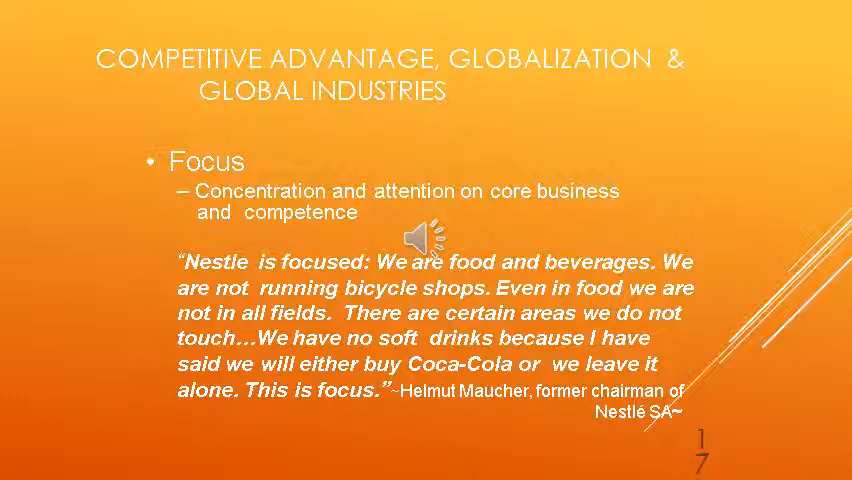 COMPETITIVE ADVANTAGE, GLOBALIZATION &
GLOBAL INDUSTRIES
• Focus
– Concentration and attention on core business
and competence
“Nestle is focused: We are food and beverages. We
are not running bicycle shops. Even in food we are
not in all fields. There are certain areas we do not
touch…We have no soft drinks because I have
said we will either buy Coca-Cola or we leave it
alone. This is focus.”~Helmut Maucher, former chairman of
Nestlé SA~
1
7